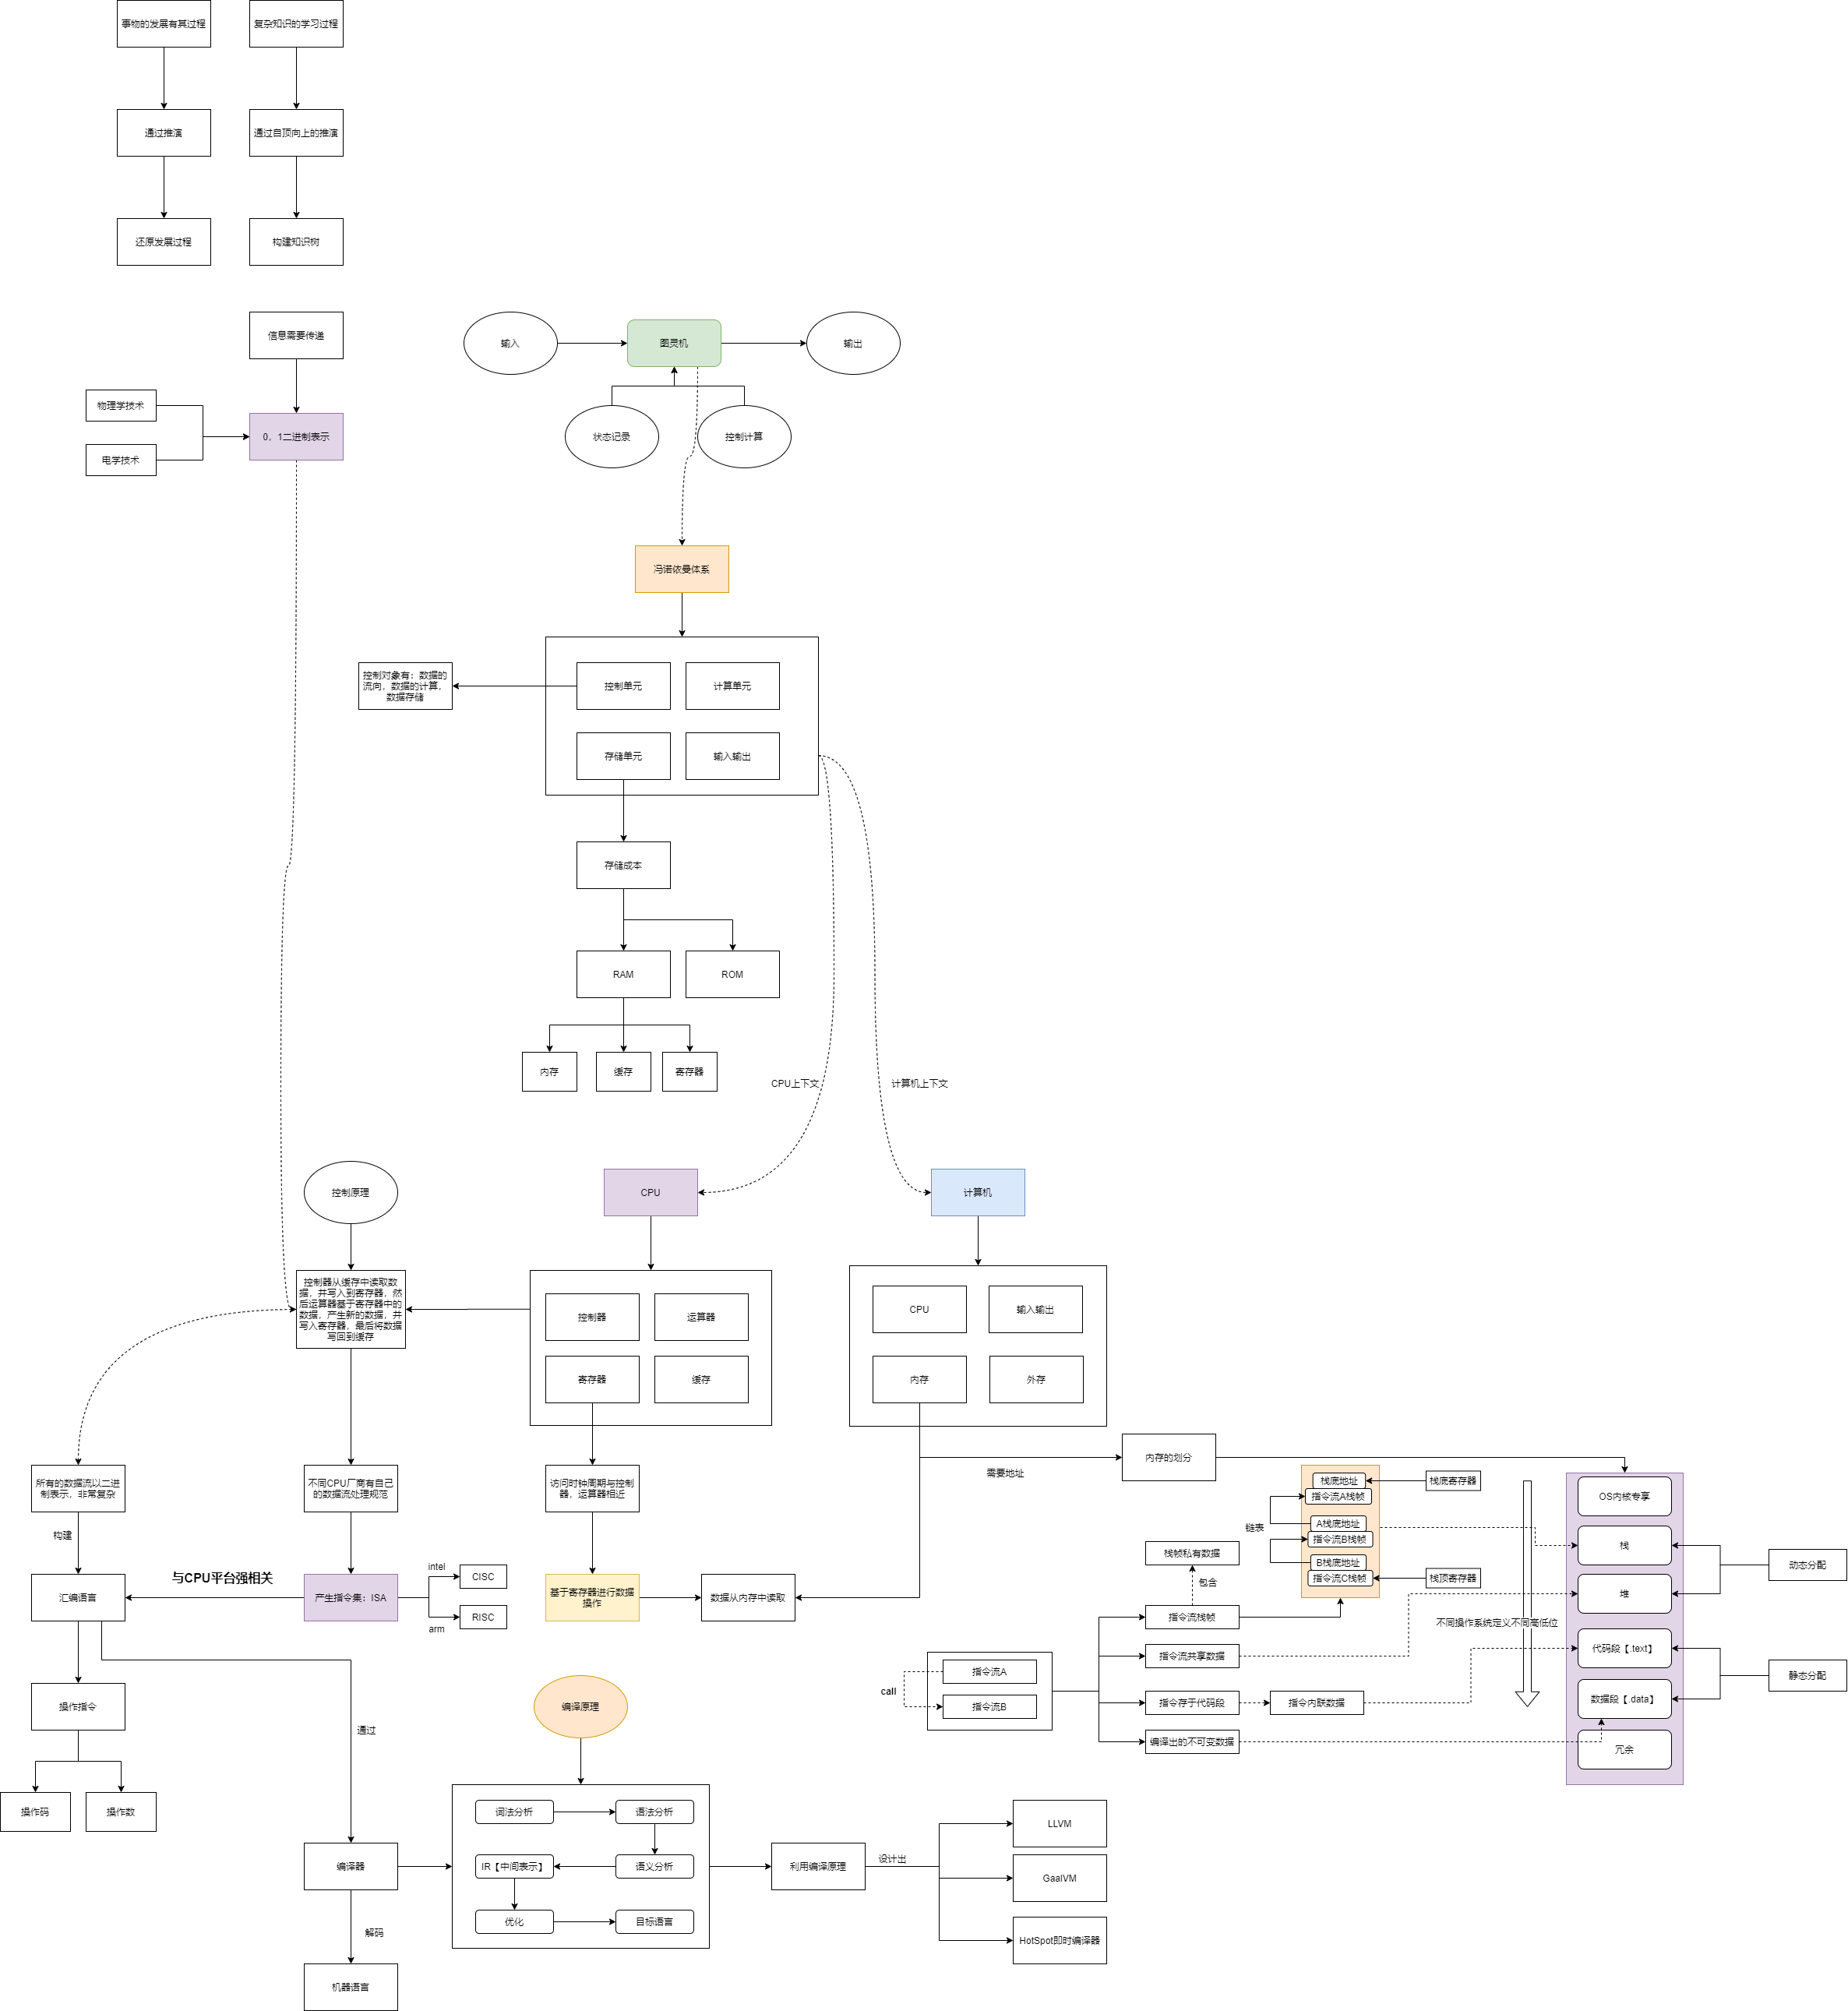 事物的发展有其过程
复杂知识的学习过程
通过推演
通过自顶向上的推演
还原发展过程
构建知识树
信息需要传递
输入
图灵机
输出
物理学技术
电学技术
0，1二进制表示
状态记录
控制计算
冯诺依曼体系
控制对象有：数据的
流向，数据的计算，
数据存储
控制单元
计算单元
存储单元
输入输出
存储成本
RAM
ROM
内存
缓存
寄存器
CPU上下文
计算机上下文
控制原理
CPU
计算机
控制器从缓存中读取数
据，并写入到寄存器，然
后运算器基于寄存器中的
数据，产生新的数据，并
写入寄存器，最后将数据
写回到缓存
控制器
运算器
寄存器
缓存
CPU
输入输出
内存
外存
所有的数据流以二进
制表示，非常复杂
不同CPU厂商有自己
的数据流处理规范
访问时钟周期与控制
器，运算器相近
需要地址
内存的划分
构建
汇编语言
与CPU平台强相关
产生指令集：ISA
intel
CISC
RISC
arm
基于寄存器进行数据
操作
数据从内存中读取
栈底地址
指令流A栈帧
A栈底地址
指令流B栈帧
B栈底地址
指令流C栈帧
链表
栈底寄存器
栈顶寄存器
不同操作系统定义不同高低位
OS内核专享
栈
堆
代码段【.text】
数据段【.data】
冗余
动态分配
静态分配
栈帧私有数据
包含
指令流栈帧
指令流共享数据
指令存于代码段
指令内联数据
编译出的不可变数据
call
指令流A
指令流B
操作指令
操作码
操作数
通过
编译原理
编译器
词法分析
语法分析
IR【中间表示】
语义分析
优化
目标语言
利用编译原理
设计出
LLVM
GaalVM
HotSpot即时编译器
解码
机器语言